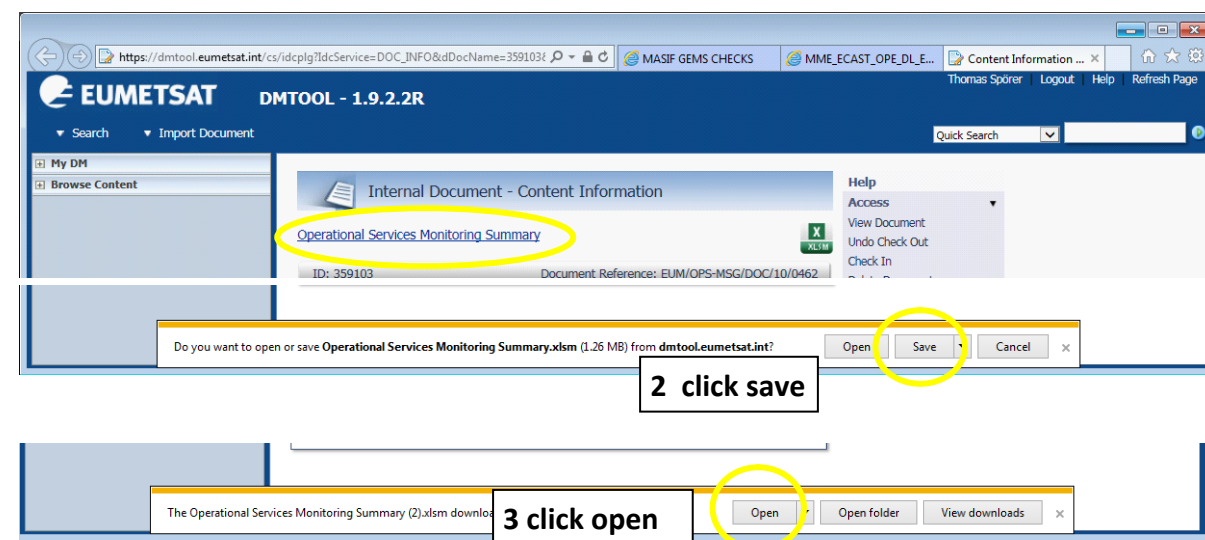 https://dmtool.eumetsat.int/cs/idcplg?IdcService=DOC_INFO&dDocName=359103
MASIF GEMS CHECKS
MME_ECAST_OPE_DL_E...
Content Information ...
EUMETSAT
DMTOOL - 1.9.2.2R
Thomas Spörer
Logout
Help
Refresh Page
Search
Import Document
Quick Search
My DM
Browse Content
Internal Document - Content Information
Operational Services Monitoring Summary
XLSM
ID: 359103
Document Reference: EUM/OPS-MSG/DOC/10/0462
Help
Access
View Document
Undo Check Out
Check In
Do you want to open or save Operational Services Monitoring Summary.xlsm (1.26 MB) from dmtool.eumetsat.int?
Open
Save
Cancel
2 click save
The Operational Services Monitoring Summary (2).xlsm downloa
3 click open
Open
Open folder
View downloads